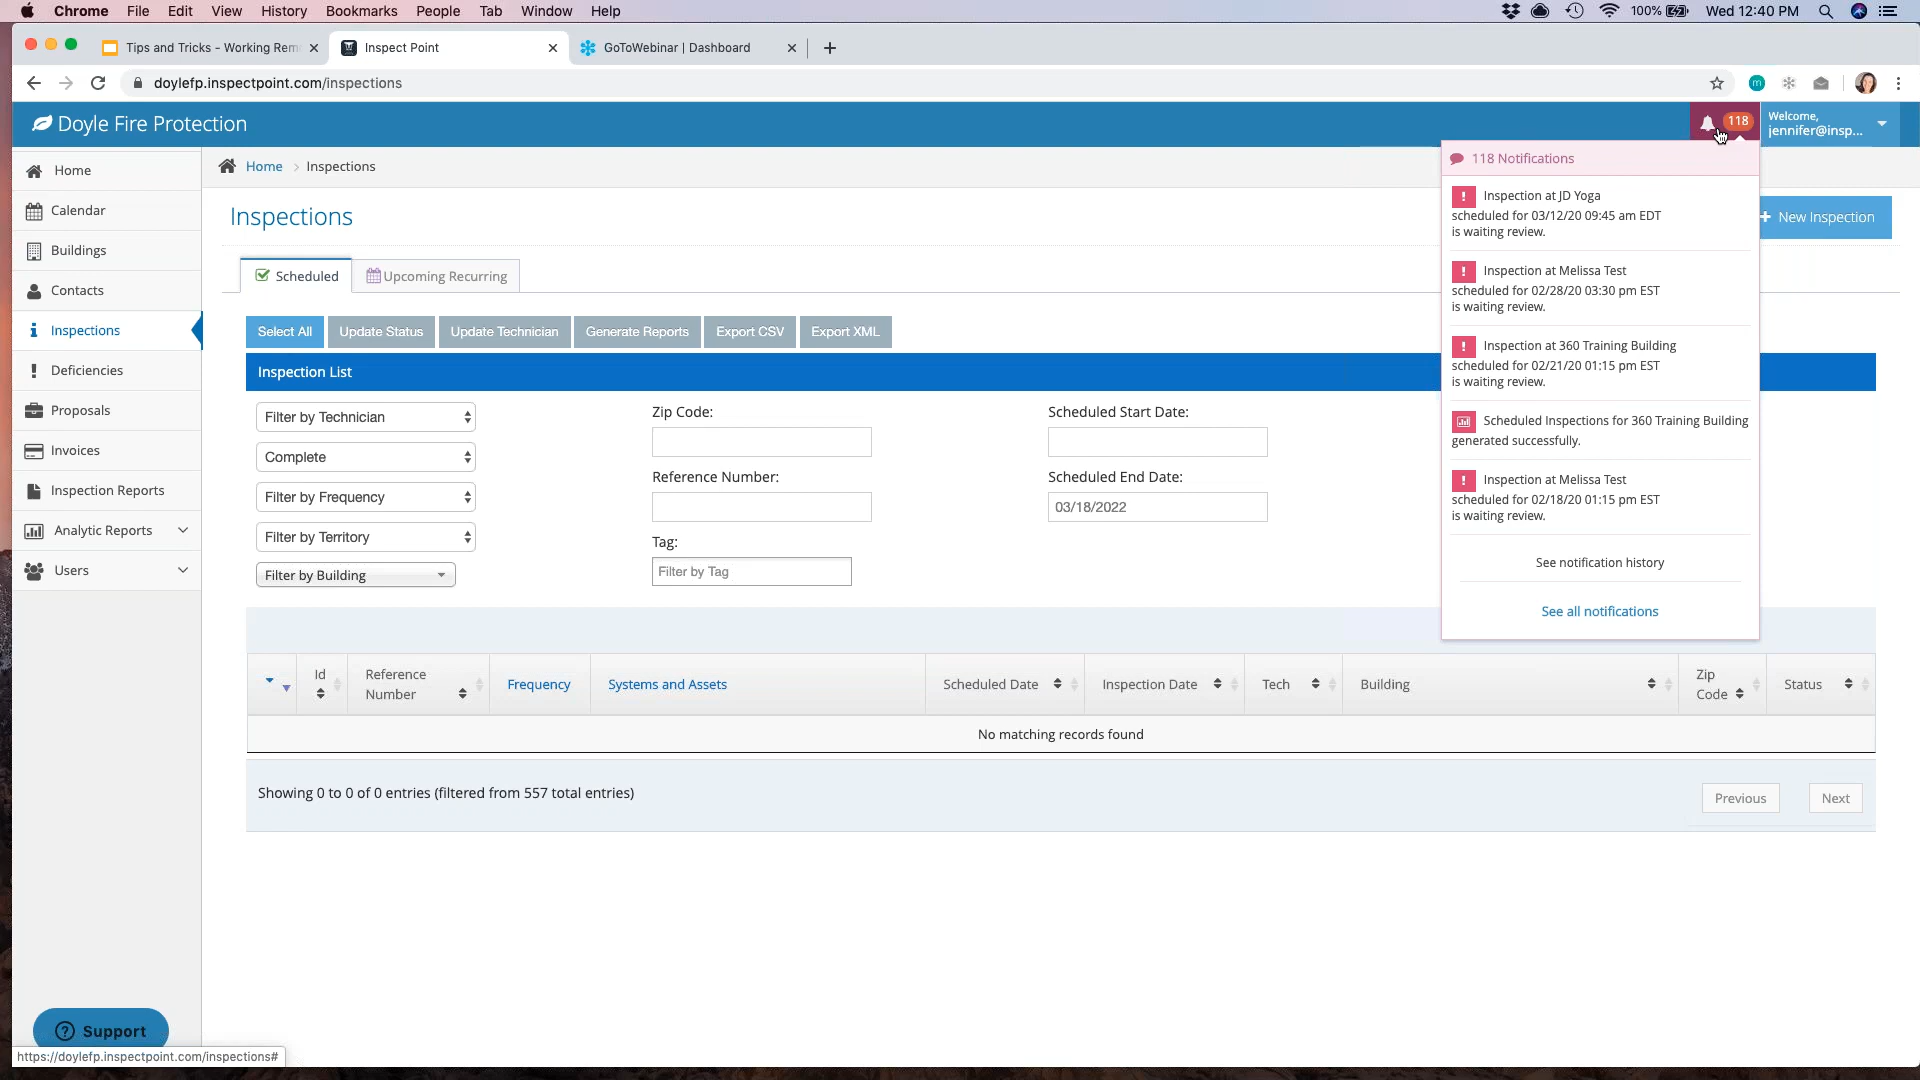 Chrome File Edit View History Bookmarks People Tab Window Help
100% Wed 12:40 PM
Tips and Tricks - Working Rem
Inspect Point
GoToWebinar | Dashboard
doylefp.inspectpoint.com/inspections
m
Doyle Fire Protection
118
Welcome,
jennifer@insp...
Home
Calendar
Buildings
Contacts
Inspections
Deficiencies
Proposals
Invoices
Inspection Reports
Analytic Reports
Users
Home > Inspections
Inspections
New Inspection
Scheduled
Upcoming Recurring
Select All
Update Status
Update Technician
Generate Reports
Export CSV
Export XML
Inspection List
Filter by Technician
Complete
Filter by Frequency
Filter by Territory
Filter by Building
Zip Code:
Reference Number:
Tag:
Filter by Tag
Scheduled Start Date:
Scheduled End Date:
03/18/2022
118 Notifications
Inspection at JD Yoga
scheduled for 03/12/20 09:45 am EDT
is waiting review.
Inspection at Melissa Test
scheduled for 02/28/20 03:30 pm EST
is waiting review.
Inspection at 360 Training Building
scheduled for 02/21/20 01:15 pm EST
is waiting review.
Scheduled Inspections for 360 Training Building
generated successfully.
Inspection at Melissa Test
scheduled for 02/18/20 01:15 pm EST
is waiting review.
See notification history
See all notifications
Id
Reference
Number
Frequency
Systems and Assets
Scheduled Date
Inspection Date
Tech
Building
Zip
Code
Status
No matching records found
Showing 0 to 0 of 0 entries (filtered from 557 total entries)
Previous
Next
Support
https://doylefp.inspectpoint.com/inspections#